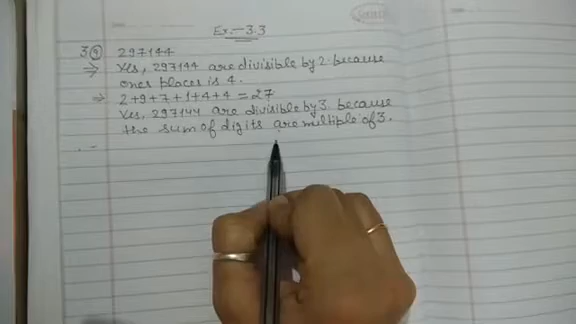 Ex.- 3.3
3 (a) 297144
⇒ Yes, 297144 are divisible by 2. because
ones places is 4.
⇒ 2+9+7+1+4+4 = 27
Yes, 297144 are divisible by 3. because
the sum of digits are multiple of 3.